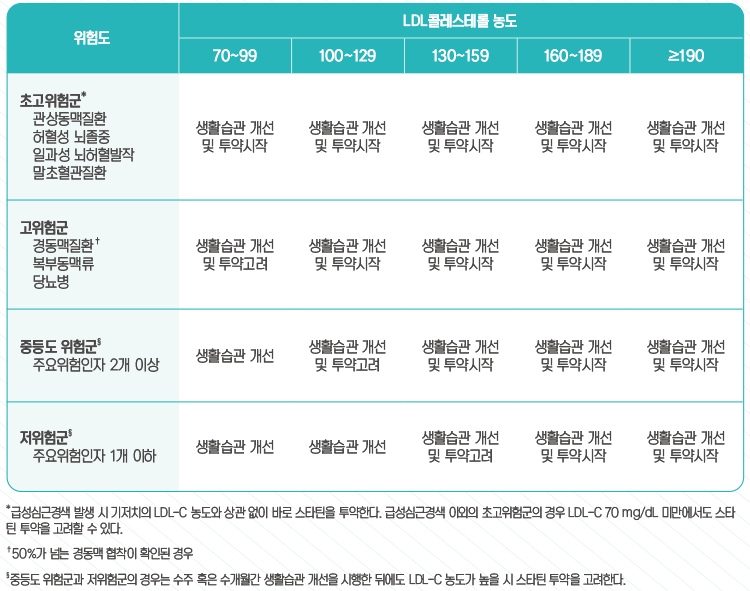 위험도
LDL콜레스테롤 농도
70~99 100~129 130~159 160~189 ≥190
초고위험군*
관상동맥질환
허혈성 뇌졸중
일과성 뇌허혈발작
말초혈관질환
생활습관 개선 생활습관 개선 생활습관 개선 생활습관 개선 생활습관 개선
및 투약시작 및 투약시작 및 투약시작 및 투약시작 및 투약시작
고위험군
경동맥질환†
복부동맥류
당뇨병
생활습관 개선 생활습관 개선 생활습관 개선 생활습관 개선 생활습관 개선
및 투약고려 및 투약시작 및 투약시작 및 투약시작 및 투약시작
중등도 위험군§
주요위험인자 2개 이상
생활습관 개선 생활습관 개선 생활습관 개선 생활습관 개선 생활습관 개선
및 투약고려 및 투약시작 및 투약시작 및 투약시작
저위험군§
주요위험인자 1개 이하
생활습관 개선 생활습관 개선 생활습관 개선 생활습관 개선 생활습관 개선
및 투약고려 및 투약시작 및 투약시작
*급성심근경색 발생 시 기저치의 LDL-C 농도와 상관 없이 바로 스타틴을 투약한다. 급성심근경색 이외의 초고위험군의 경우 LDL-C 70 mg/dL 미만에서도 스타
틴 투약을 고려할 수 있다.
†50%가 넘는 경동맥 협착이 확인된 경우
§중등도 위험군과 저위험군의 경우는 수주 혹은 수개월간 생활습관 개선을 시행한 뒤에도 LDL-C 농도가 높을 시 스타틴 투약을 고려한다.